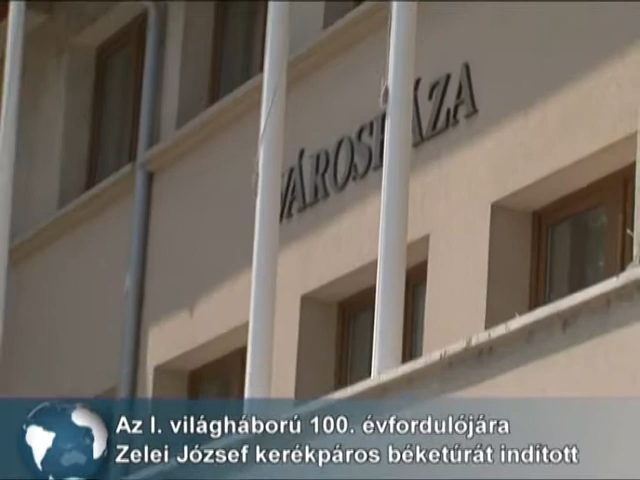 VÁROSHÁZA
Az I. világháború 100. évfordulójára
Zelei József kerékpáros béketúrát indított